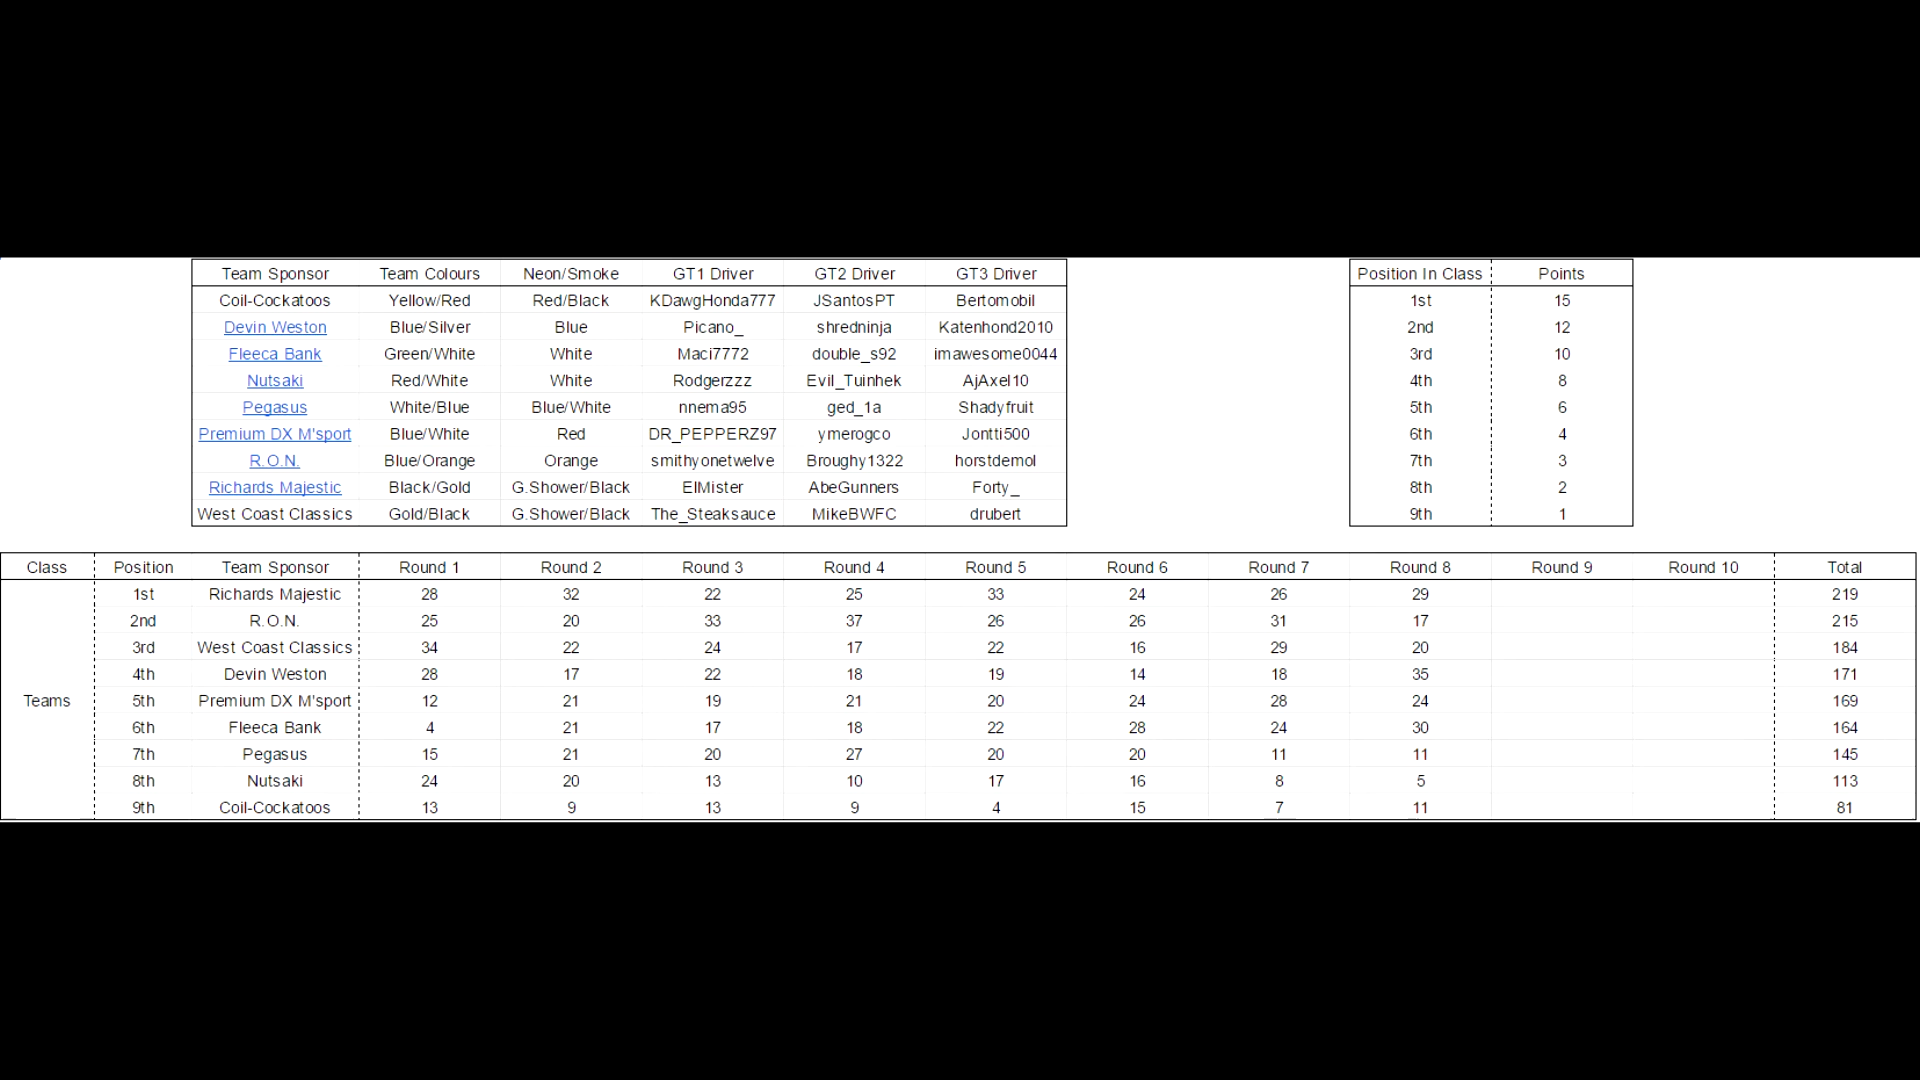 Team Sponsor Team Colours Neon/Smoke GT1 Driver GT2 Driver GT3 Driver
Coil-Cockatoos Yellow/Red Red/Black KDawgHonda777 JSantosPT Bertomobil
Devin Weston Blue/Silver Blue Picano_ shredninja Katenhond2010
Fleeca Bank Green/White White Maci7772 double_s92 imawesome0044
Nutsaki Red/White White Rodgerzzz Evil_Tuinhek AjAxel10
Pegasus White/Blue Blue/White nnema95 ged_1a Shadyfruit
Premium DX M'sport Blue/White Red DR_PEPPERZ97 ymerogco Jontti500
R.O.N. Blue/Orange Orange smithyonetwelve Broughy1322 horstdemol
Richards Majestic Black/Gold G.Shower/Black ElMister AbeGunners Forty_
West Coast Classics Gold/Black G.Shower/Black The_Steaksauce MikeBWFC drubert
Position In Class Points
1st 15
2nd 12
3rd 10
4th 8
5th 6
6th 4
7th 3
8th 2
9th 1
Class Position Team Sponsor Round 1 Round 2 Round 3 Round 4 Round 5 Round 6 Round 7 Round 8 Round 9 Round 10 Total
1st Richards Majestic 28 32 22 25 33 24 26 29 219
2nd R.O.N. 25 20 33 37 26 26 31 17 215
3rd West Coast Classics 34 22 24 17 22 16 29 20 184
4th Devin Weston 28 17 22 18 19 14 18 35 171
Teams 5th Premium DX M'sport 12 21 19 21 20 24 28 24 169
6th Fleeca Bank 4 21 17 18 22 28 24 30 164
7th Pegasus 15 21 20 27 20 20 11 11 145
8th Nutsaki 24 20 13 10 17 16 8 5 113
9th Coil-Cockatoos 13 9 13 9 4 15 7 11 81